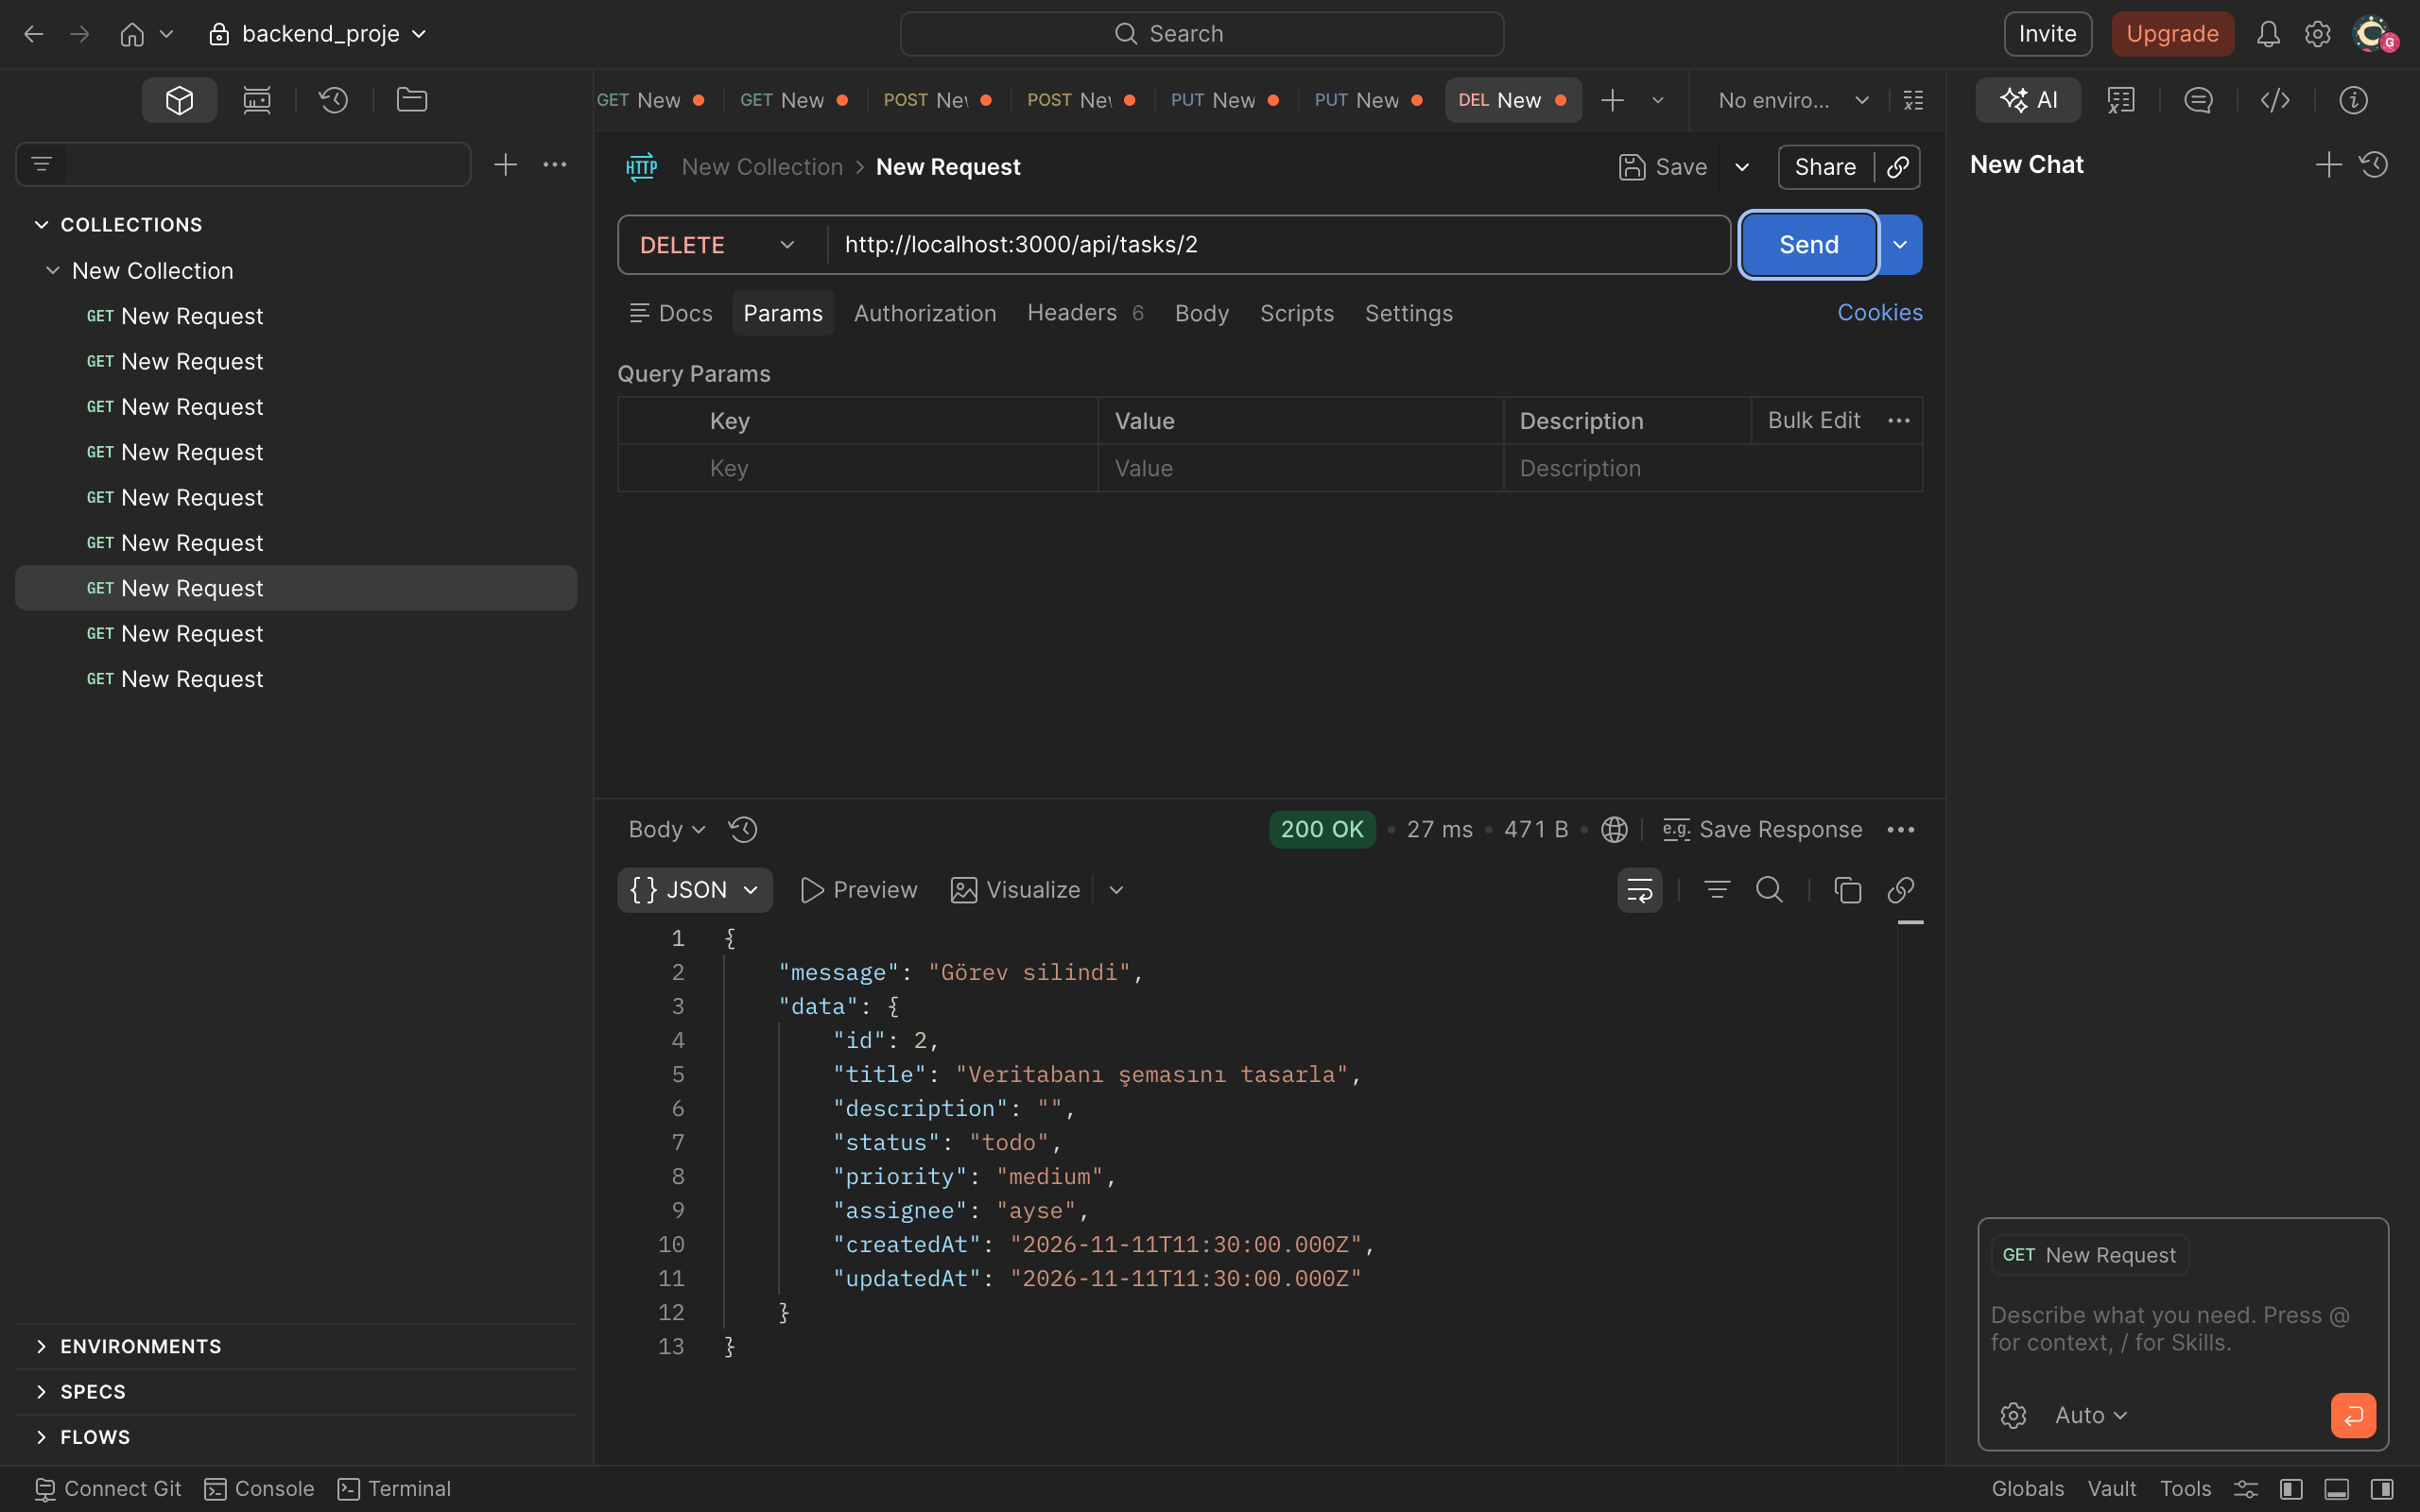 backend_proje
Search
Invite
Upgrade
G
GET New
GET New
POST Ne
POST Ne
PUT New
PUT New
DEL New
No enviro...
AI
HTTP
New Collection
New Request
Save
Share
New Chat
COLLECTIONS
New Collection
GET New Request
GET New Request
GET New Request
GET New Request
GET New Request
GET New Request
GET New Request
GET New Request
GET New Request
DELETE
http://localhost:3000/api/tasks/2
Send
Docs
Params
Authorization
Headers 6
Body
Scripts
Settings
Cookies
Query Params
Key
Value
Description
Bulk Edit
Key
Value
Description
Body
200 OK
27 ms
471 B
e.g.
Save Response
{ } JSON
Preview
Visualize
1 {
2 "message": "Görev silindi",
3 "data": {
4 "id": 2,
5 "title": "Veritabanı şemasını tasarla",
6 "description": "",
7 "status": "todo",
8 "priority": "medium",
9 "assignee": "ayse",
10 "createdAt": "2026-11-11T11:30:00.000Z",
11 "updatedAt": "2026-11-11T11:30:00.000Z"
12 }
13 }
GET New Request
Describe what you need. Press @
for context, / for Skills.
Auto
ENVIRONMENTS
SPECS
FLOWS
Connect Git
Console
Terminal
Globals
Vault
Tools